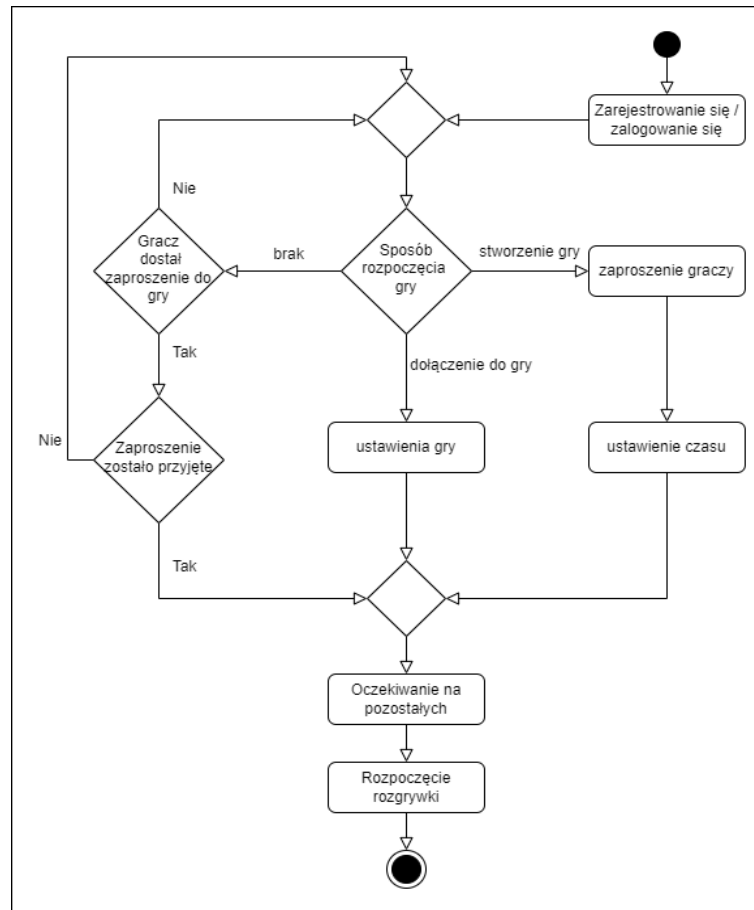 Zarejestrowanie się /
zalogowanie się
Nie
Gracz
dostał
zaproszenie do
gry
brak
Sposób
rozpoczęcia
gry
stworzenie gry
zaproszenie graczy
Tak
dołączenie do gry
Nie
Zaproszenie
zostało przyjęte
ustawienia gry
ustawienie czasu
Tak
Oczekiwanie na
pozostałych
Rozpoczęcie
rozgrywki